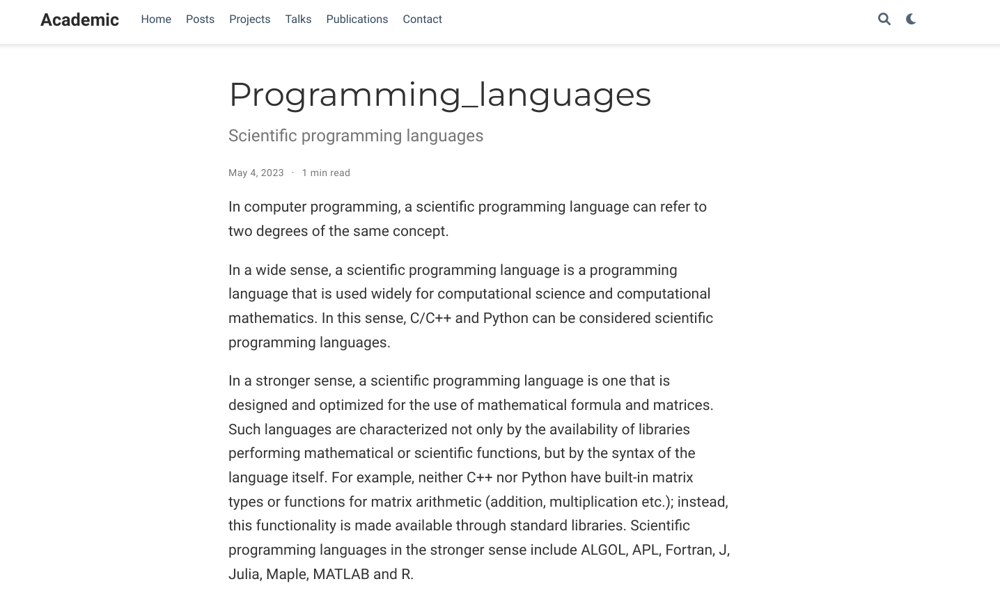 Academic Home Posts Projects Talks Publications Contact
Programming_languages
Scientific programming languages
May 4, 2023 · 1 min read
In computer programming, a scientific programming language can refer to
two degrees of the same concept.
In a wide sense, a scientific programming language is a programming
language that is used widely for computational science and computational
mathematics. In this sense, C/C++ and Python can be considered scientific
programming languages.
In a stronger sense, a scientific programming language is one that is
designed and optimized for the use of mathematical formula and matrices.
Such languages are characterized not only by the availability of libraries
performing mathematical or scientific functions, but by the syntax of the
language itself. For example, neither C++ nor Python have built-in matrix
types or functions for matrix arithmetic (addition, multiplication etc.); instead,
this functionality is made available through standard libraries. Scientific
programming languages in the stronger sense include ALGOL, APL, Fortran, J,
Julia, Maple, MATLAB and R.